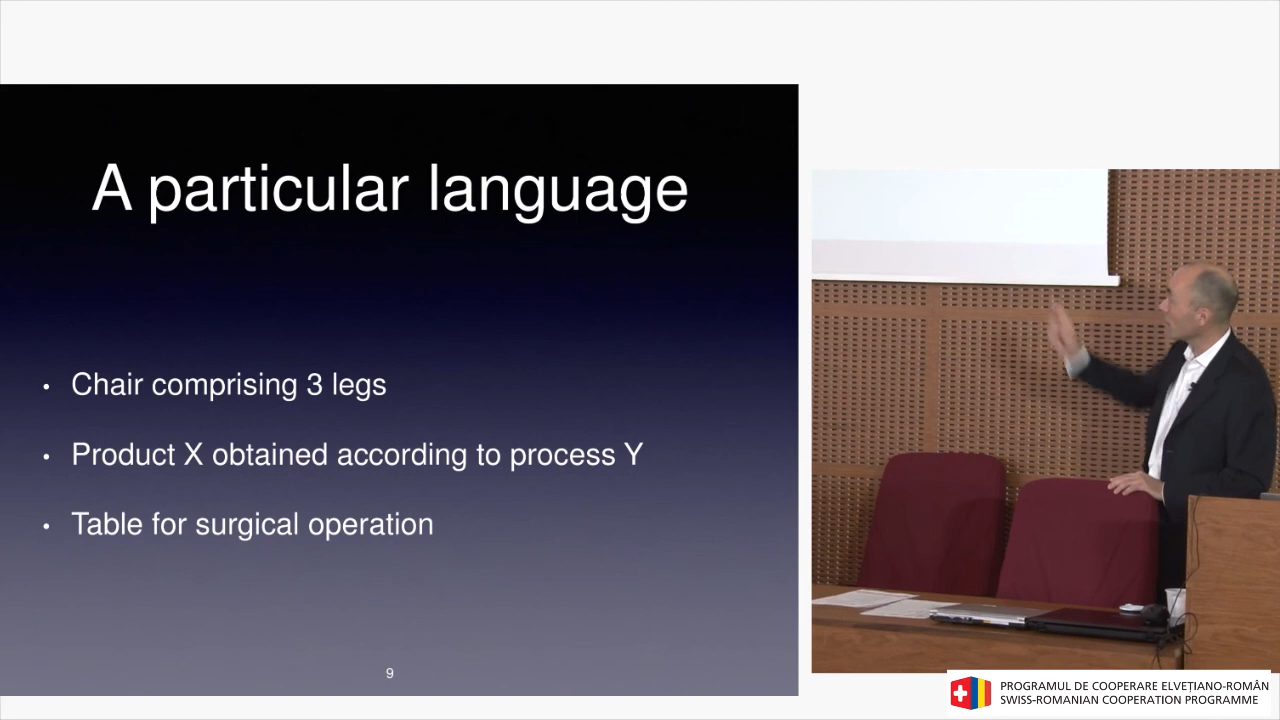 A particular language
• Chair comprising 3 legs
• Product X obtained according to process Y
• Table for surgical operation
9
PROGRAMUL DE COOPERARE ELVEȚIANO-ROMÂN
SWISS-ROMANIAN COOPERATION PROGRAMME